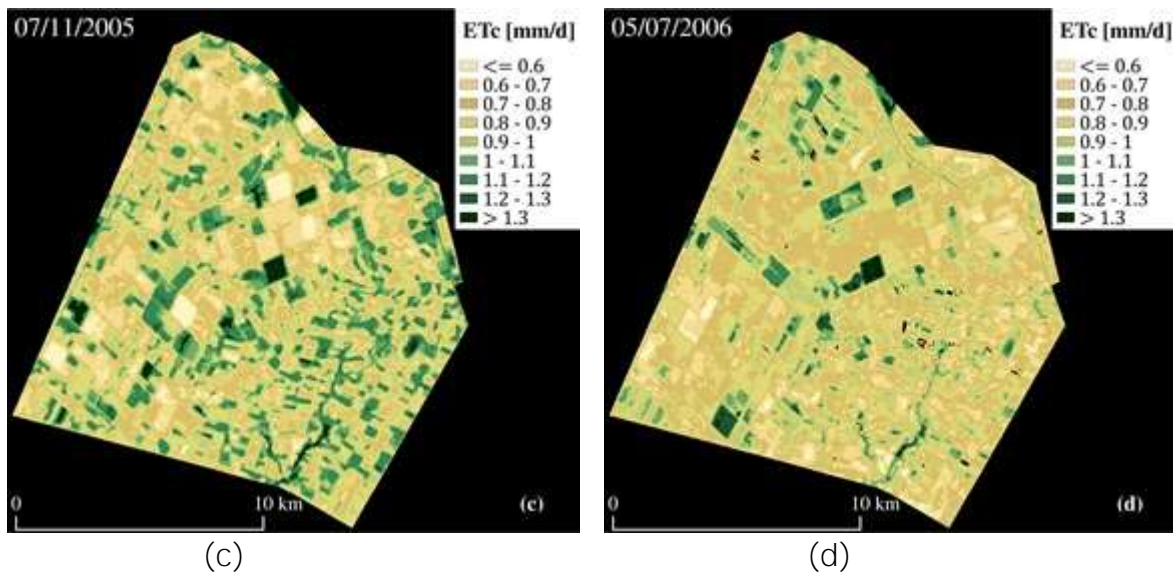 07/11/2005
ETc [mm/d]
<= 0.6
0.6 - 0.7
0.7 - 0.8
0.8 - 0.9
0.9 - 1
1 - 1.1
1.1 - 1.2
1.2 - 1.3
> 1.3
0
10 km
(c)
(c)
05/07/2006
ETc [mm/d]
<= 0.6
0.6 - 0.7
0.7 - 0.8
0.8 - 0.9
0.9 - 1
1 - 1.1
1.1 - 1.2
1.2 - 1.3
> 1.3
0
10 km
(d)
(d)